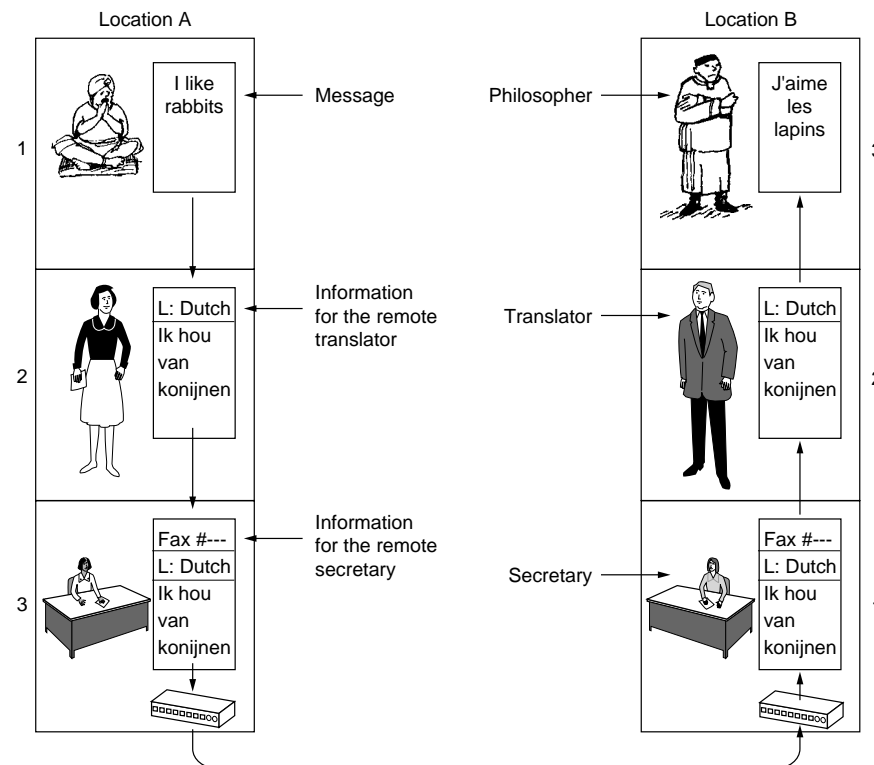 Location A
Location B
1
I like
rabbits
Message
Philosopher
J'aime
les
lapins
3
2
L: Dutch
Ik hou
van
konijnen
Information
for the remote
translator
Translator
L: Dutch
Ik hou
van
konijnen
2
3
Fax #---
L: Dutch
Ik hou
van
konijnen
Information
for the remote
secretary
Secretary
Fax #---
L: Dutch
Ik hou
van
konijnen